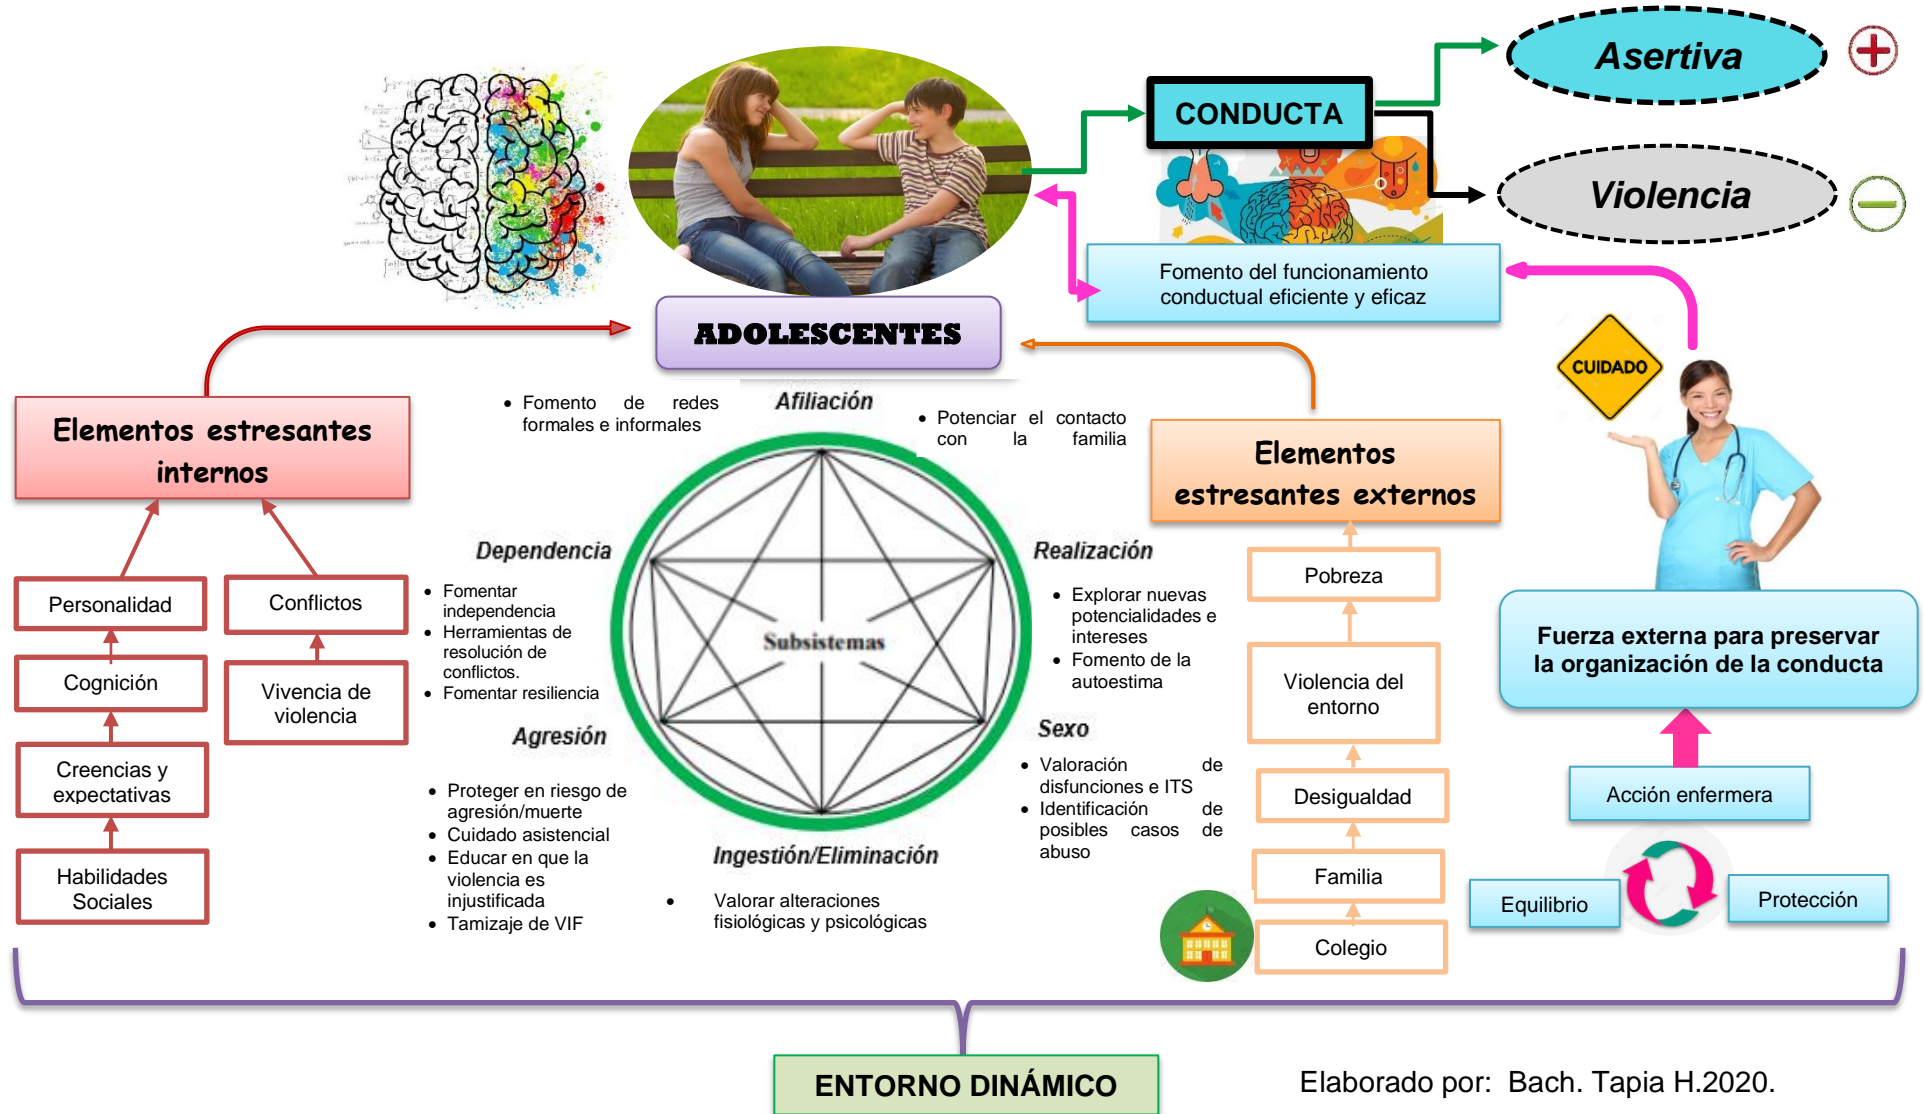 Asertiva
CONDUCTA
Violencia
Fomento del funcionamiento
conductual eficiente y eficaz
ADOLESCENTES
CUIDADO
Elementos estresantes
internos
Personalidad
Cognición
Creencias y
expectativas
Habilidades
Sociales
Conflictos
Vivencia de
violencia
Afiliación
• Fomento de redes
formales e informales
• Potenciar el contacto
con la familia
Dependencia
• Fomentar
independencia
• Herramientas de
resolución de
conflictos.
• Fomentar resiliencia
Subsistemas
Realización
• Explorar nuevas
potencialidades e
intereses
• Fomento de la
autoestima
Agresión
• Proteger en riesgo de
agresión/muerte
• Cuidado asistencial
• Educar en que la
violencia es
injustificada
• Tamizaje de VIF
Sexo
• Valoración de
disfunciones e ITS
• Identificación de
posibles casos de
abuso
Ingestión/Eliminación
• Valorar alteraciones
fisiológicas y psicológicas
Elementos
estresantes externos
Pobreza
Violencia del
entorno
Desigualdad
Familia
Colegio
Fuerza externa para preservar
la organización de la conducta
Acción enfermera
Equilibrio
Protección
ENTORNO DINÁMICO
Elaborado por: Bach. Tapia H.2020.